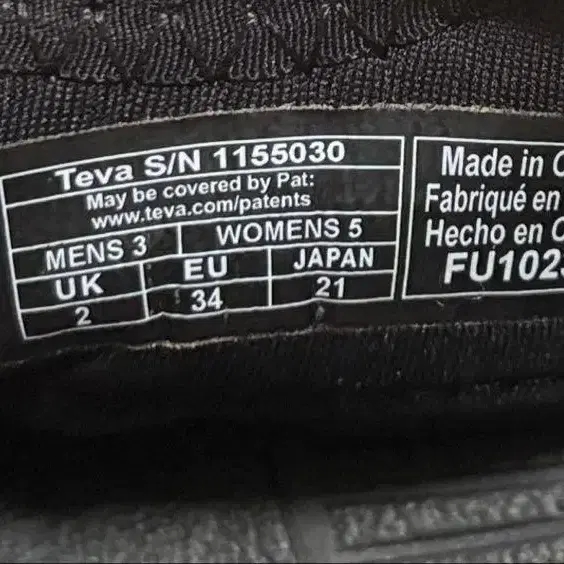 Teva S/N 1155030
May be covered by Pat:
www.teva.com/patents
MENS 3 WOMENS 5
UK EU JAPAN
2 34 21
Made in
Fabriqué en
Hecho en
FU102